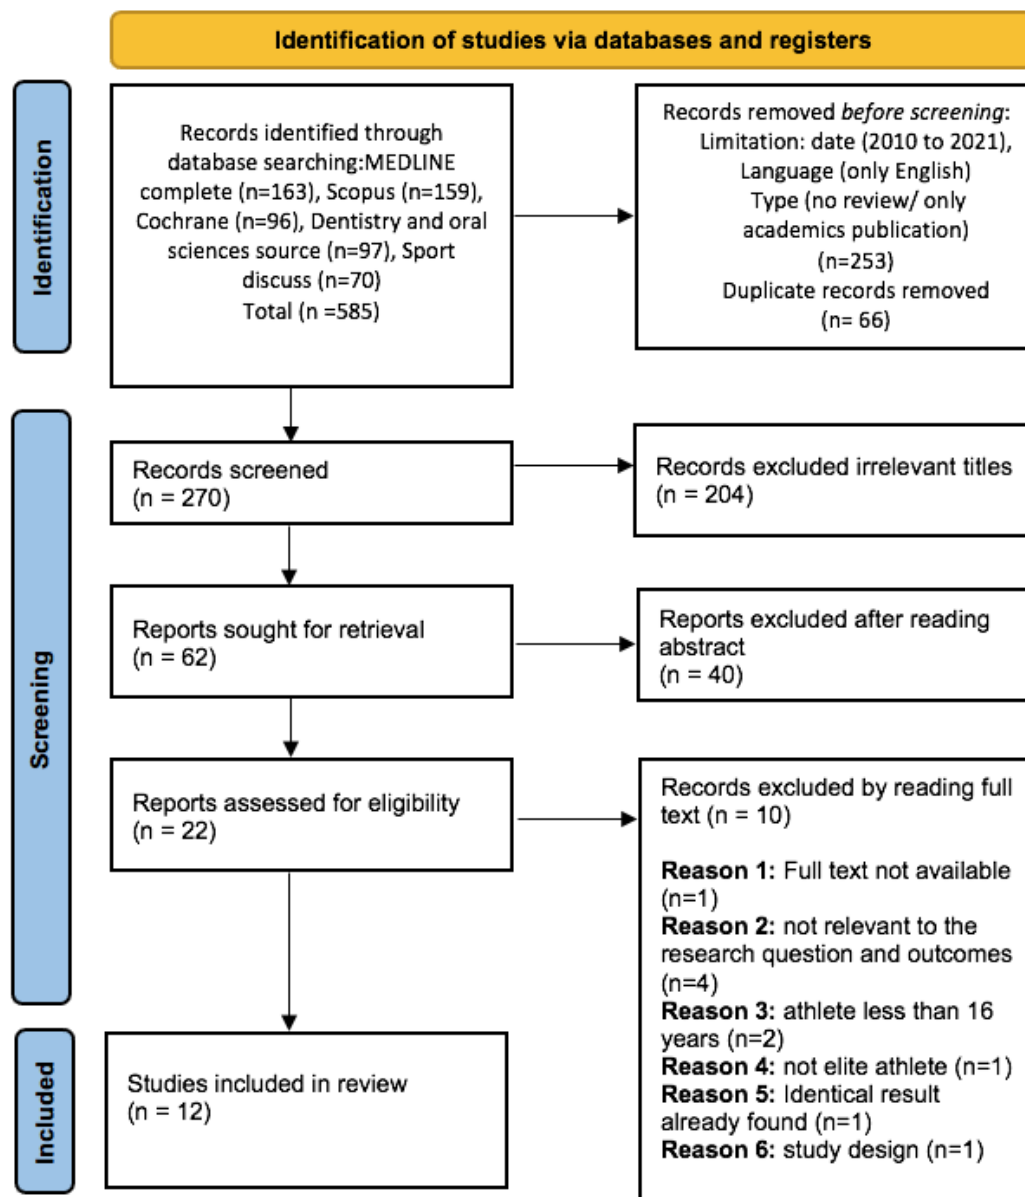 Identification of studies via databases and registers
Identification
Records identified through
database searching:MEDLINE
complete (n=163), Scopus (n=159),
Cochrane (n=96), Dentistry and oral
sciences source (n=97), Sport
discuss (n=70)
Total (n =585)
Records removed before screening:
Limitation: date (2010 to 2021),
Language (only English)
Type (no review/ only
academics publication)
(n=253)
Duplicate records removed
(n= 66)
Screening
Records screened
(n = 270)
Records excluded irrelevant titles
(n = 204)
Reports sought for retrieval
(n = 62)
Reports excluded after reading
abstract
(n = 40)
Reports assessed for eligibility
(n = 22)
Records excluded by reading full
text (n = 10)
Reason 1: Full text not available
(n=1)
Reason 2: not relevant to the
research question and outcomes
(n=4)
Reason 3: athlete less than 16
years (n=2)
Reason 4: not elite athlete (n=1)
Reason 5: Identical result
already found (n=1)
Reason 6: study design (n=1)
Included
Studies included in review
(n = 12)